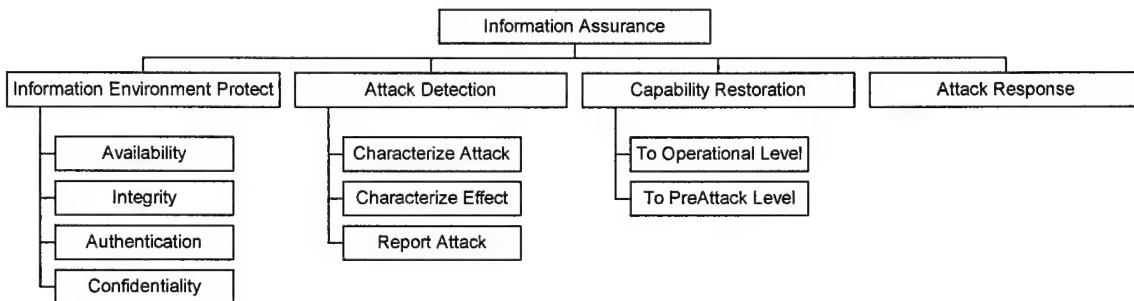 Information Assurance
Information Environment Protect
Attack Detection
Capability Restoration
Attack Response
Availability
Integrity
Authentication
Confidentiality
Characterize Attack
Characterize Effect
Report Attack
To Operational Level
To PreAttack Level